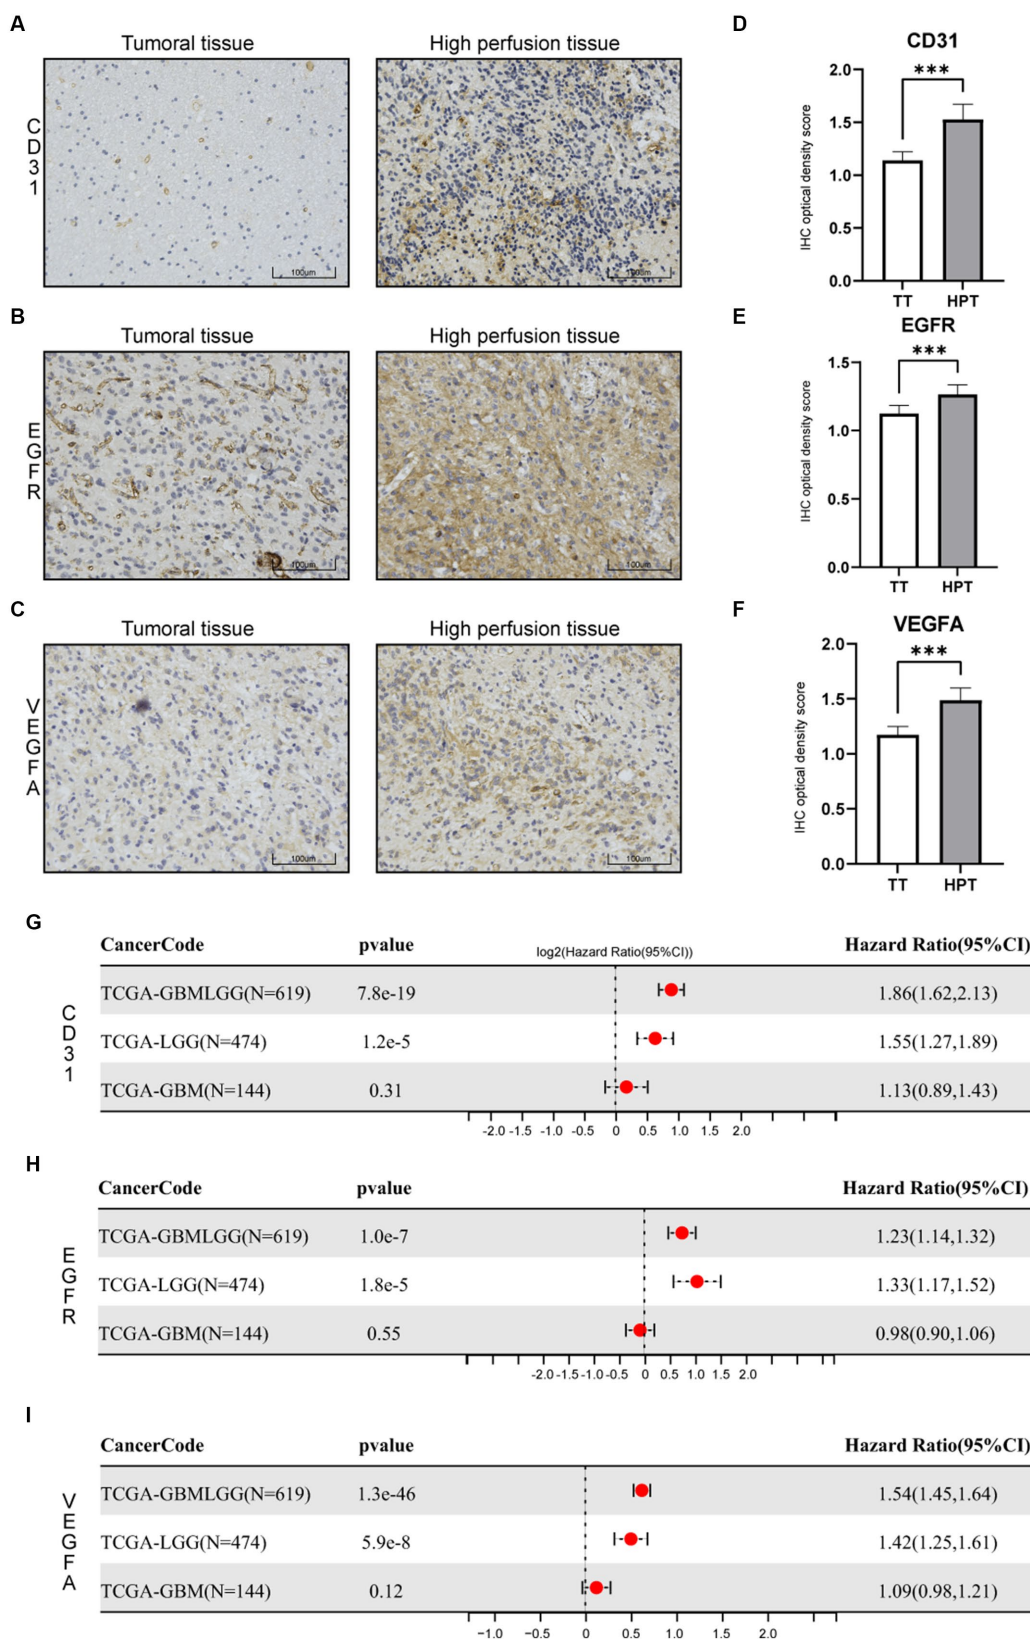 A
Tumoral tissue
High perfusion tissue
CD31
100um
100um
B
Tumoral tissue
High perfusion tissue
EGFR
100um
100um
C
Tumoral tissue
High perfusion tissue
VEGFA
100um
100um
D
CD31
***
IHC optical density score
2.0
1.5
1.0
0.5
0.0
TT HPT
E
EGFR
***
IHC optical density score
1.5
1.0
0.5
0.0
TT HPT
F
VEGFA
***
IHC optical density score
2.0
1.5
1.0
0.5
0.0
TT HPT
G
CD31
CancerCode pvalue log2(Hazard Ratio(95%CI)) Hazard Ratio(95%CI)
TCGA-GBMLGG(N=619) 7.8e-19 1.86(1.62,2.13)
TCGA-LGG(N=474) 1.2e-5 1.55(1.27,1.89)
TCGA-GBM(N=144) 0.31 1.13(0.89,1.43)
-2.0 -1.5 -1.0 -0.5 0 0.5 1.0 1.5 2.0
H
EGFR
CancerCode pvalue Hazard Ratio(95%CI)
TCGA-GBMLGG(N=619) 1.0e-7 1.23(1.14,1.32)
TCGA-LGG(N=474) 1.8e-5 1.33(1.17,1.52)
TCGA-GBM(N=144) 0.55 0.98(0.90,1.06)
-2.0 -1.5 -1.0 -0.5 0 0.5 1.0 1.5 2.0
I
VEGFA
CancerCode pvalue Hazard Ratio(95%CI)
TCGA-GBMLGG(N=619) 1.3e-46 1.54(1.45,1.64)
TCGA-LGG(N=474) 5.9e-8 1.42(1.25,1.61)
TCGA-GBM(N=144) 0.12 1.09(0.98,1.21)
−1.0 −0.5 0 0.5 1.0 2.0